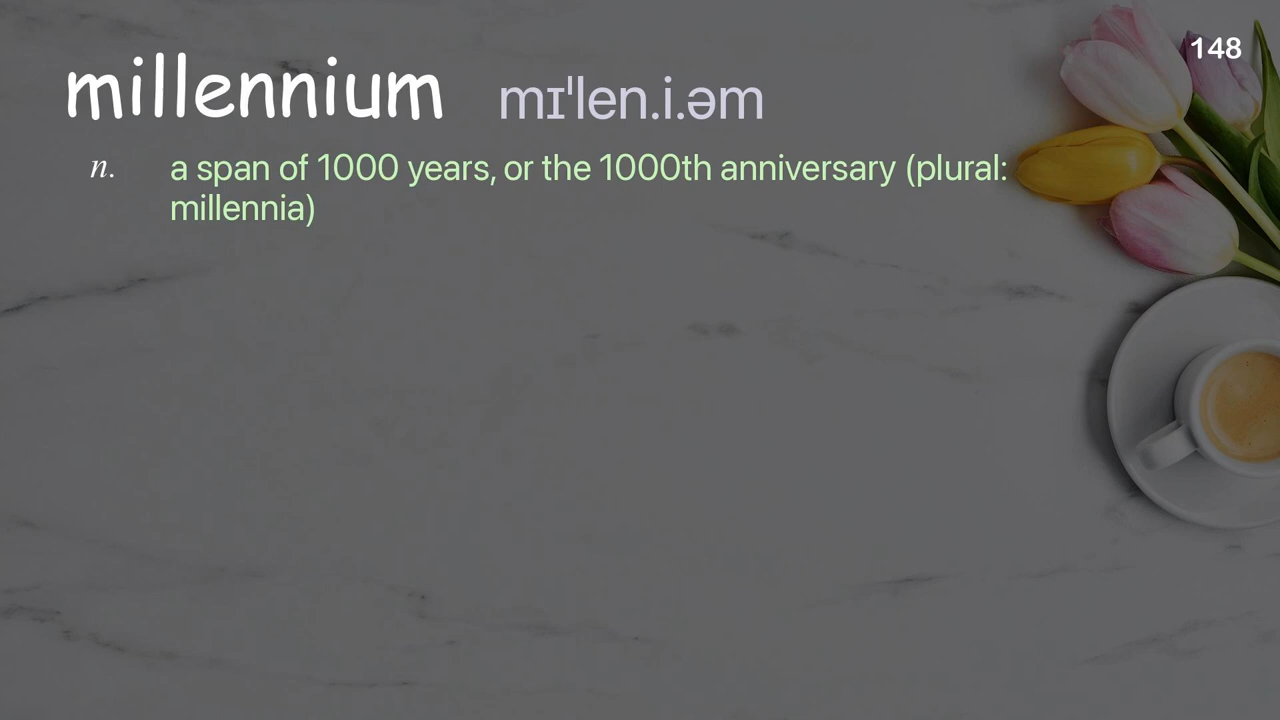 148
millennium mɪˈlen.i.əm
n. a span of 1000 years, or the 1000th anniversary (plural:
millennia)